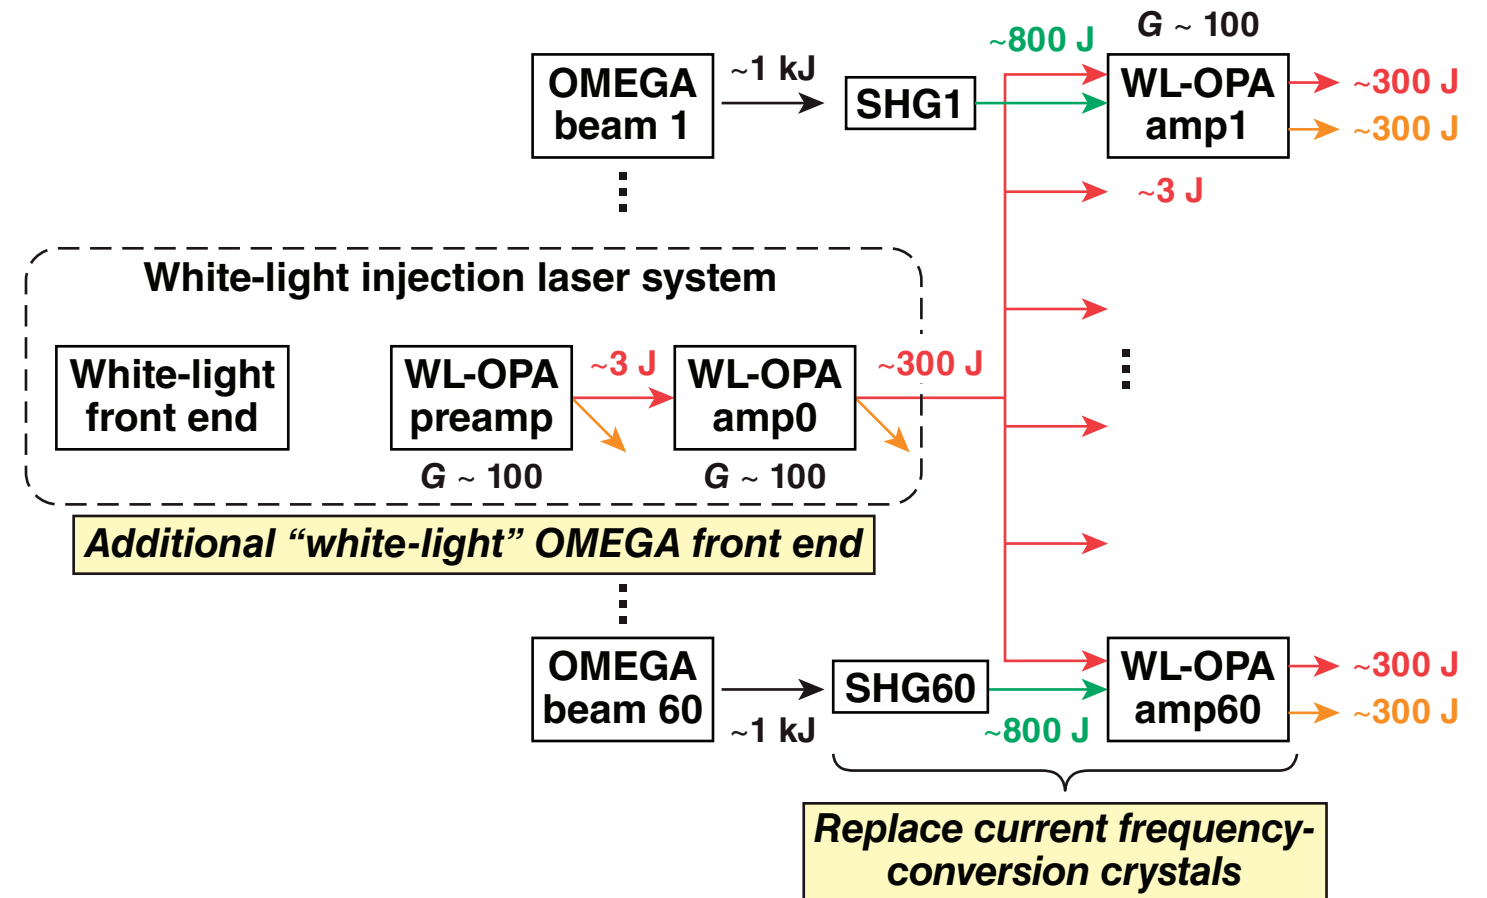 G ~ 100
~800 J
OMEGA
beam 1
~1 kJ
SHG1
WL-OPA
amp1
~300 J
~300 J
~3 J
White-light injection laser system
White-light
front end
WL-OPA
preamp
G ~ 100
~3 J
WL-OPA
amp0
G ~ 100
~300 J
Additional “white-light” OMEGA front end
OMEGA
beam 60
~1 kJ
SHG60
~800 J
WL-OPA
amp60
~300 J
~300 J
Replace current frequency-
conversion crystals